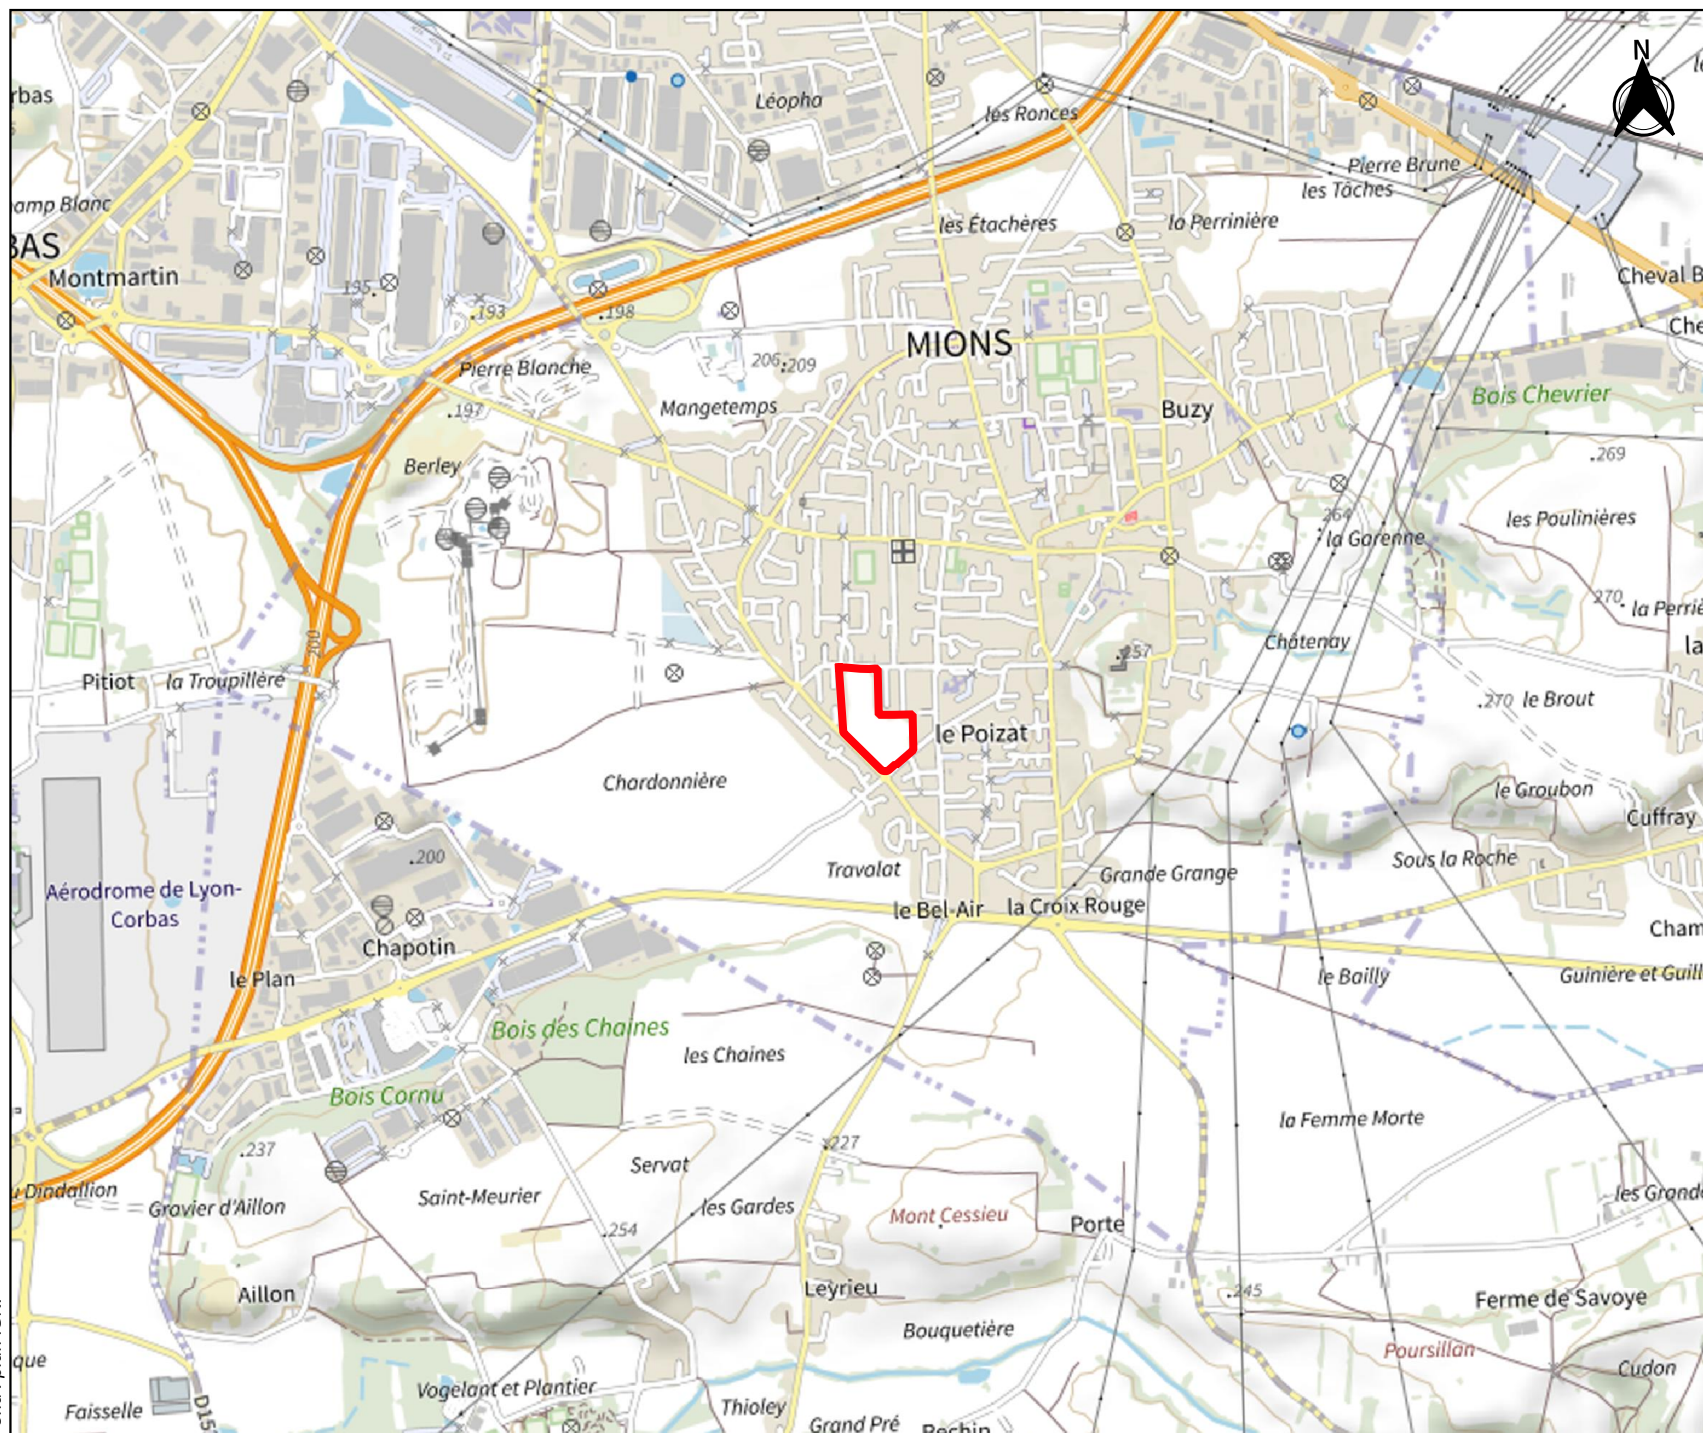 N
Léopha
les Ronces
rbas
Pierre Brune
les Tâches
amp Blanc
les Étachères
la Perrinière
BAS
Montmartin
Cheval B
195
193
198
Che
MIONS
206
209
Pierre Blanche
Bois Chevrier
197
Mangetemps
Buzy
269
Berley
264
les Poulinières
la Garenne
270
la Perriè
200
Châtenay
257
la
Pitiot
la Troupillère
270
le Brout
le Poizat
Chardonnière
le Groubon
Cuffray
200
Sous la Roche
Travalat
Grande Grange
Aérodrome de Lyon-
Corbas
le Bel-Air
la Croix Rouge
Cham
Chapotin
le Plan
le Bailly
Guinière et Guill
Bois des Chaines
les Chaines
Bois Cornu
la Femme Morte
237
227
Servat
u Dindallion
Saint-Meurier
les Gardes
les Grande
Gravier d'Aillon
Mont Cessieu
Porte
254
Aillon
Leyrieu
245
Ferme de Savoye
Bouquetière
Poursillan
que
Cudon
Vogelant et Plantier
Faisselle
D15
Thioley
Grand Pré
Bechin